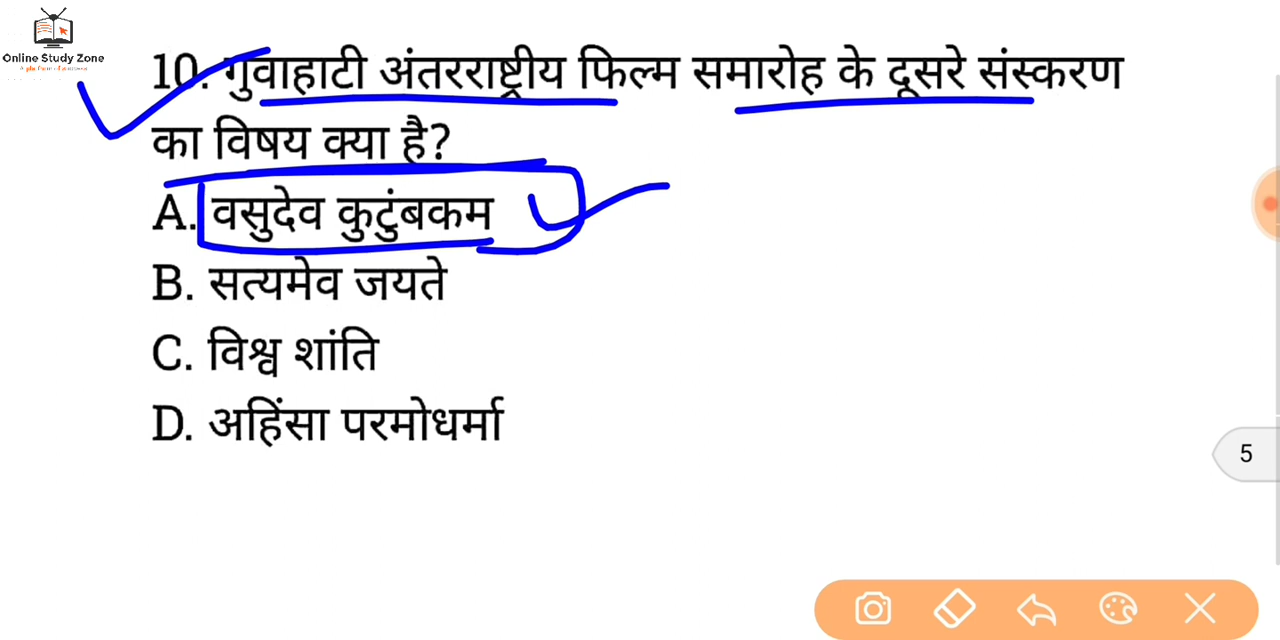 Online Study Zone
10. गुवाहाटी अंतरराष्ट्रीय फिल्म समारोह के दूसरे संस्करण
का विषय क्या है?
A. वसुदेव कुटुंबकम
B. सत्यमेव जयते
C. विश्व शांति
D. अहिंसा परमोधर्मा
5